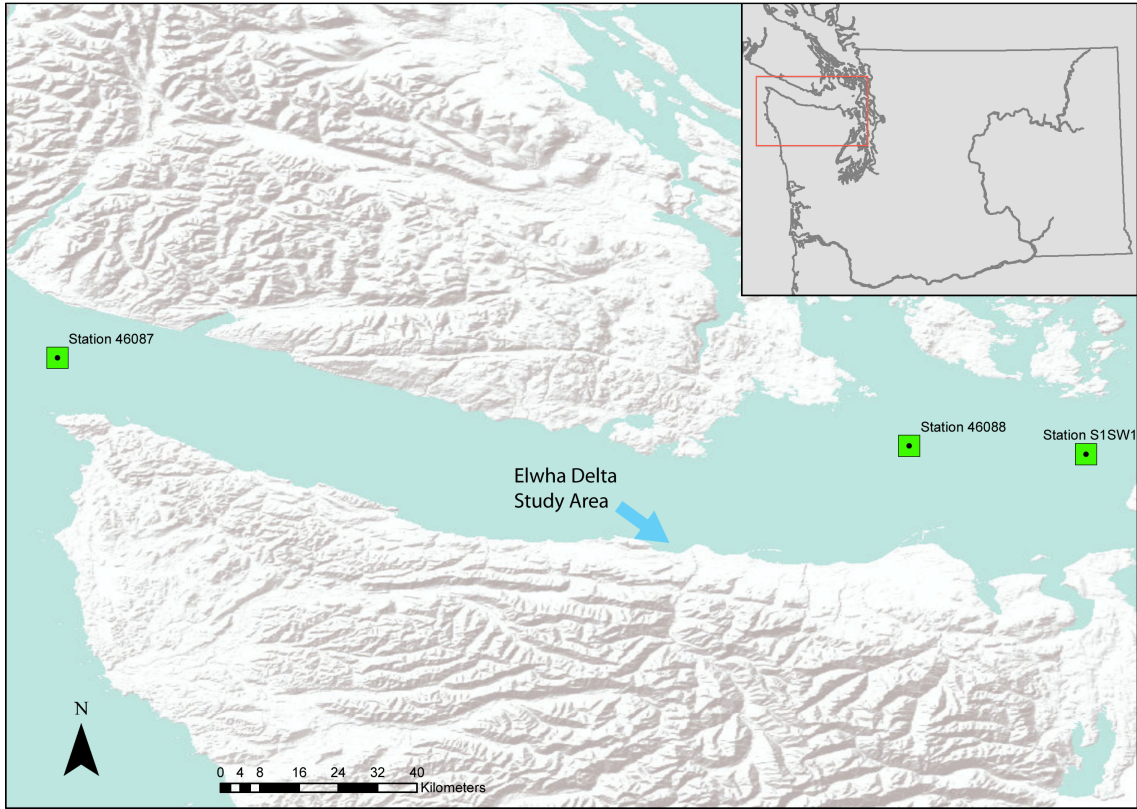 Station 46087
Station 46088
Station S1SW1
Elwha Delta
Study Area
N
0 4 8 16 24 32 40
Kilometers